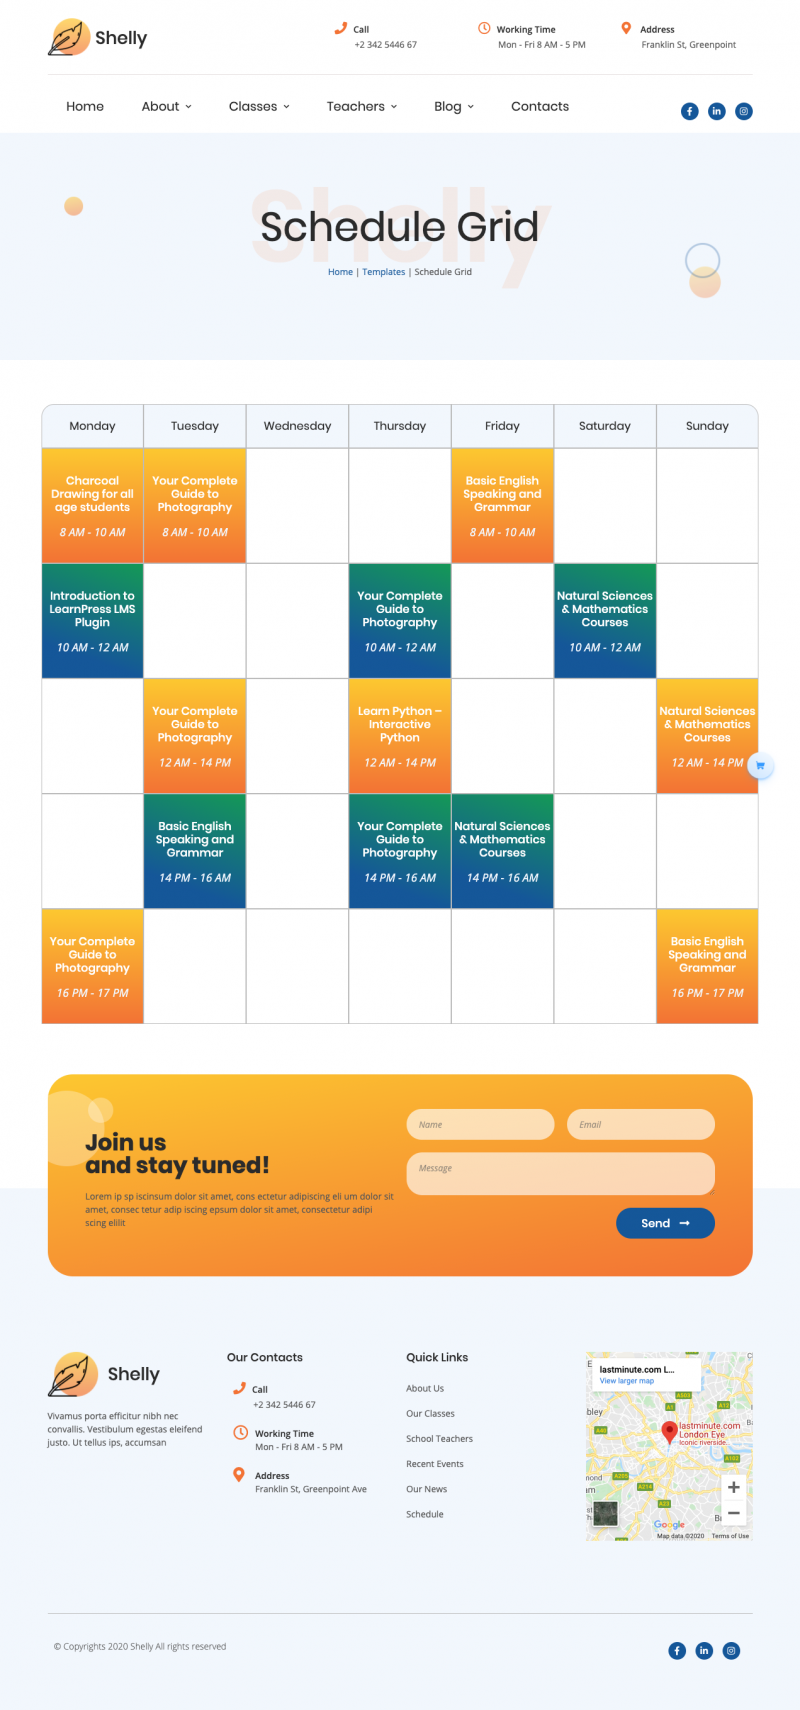 Shelly
Call
+2 342 5446 67
Working Time
Mon - Fri 8 AM - 5 PM
Address
Franklin St, Greenpoint
Home About Classes Teachers Blog Contacts
Shelly
Schedule Grid
Home | Templates | Schedule Grid
Monday Tuesday Wednesday Thursday Friday Saturday Sunday
Charcoal
Drawing for all
age students
8 AM - 10 AM
Your Complete
Guide to
Photography
8 AM - 10 AM
Basic English
Speaking and
Grammar
8 AM - 10 AM
Introduction to
LearnPress LMS
Plugin
10 AM - 12 AM
Your Complete
Guide to
Photography
10 AM - 12 AM
Natural Sciences
& Mathematics
Courses
10 AM - 12 AM
Your Complete
Guide to
Photography
12 AM - 14 PM
Learn Python –
Interactive
Python
12 AM - 14 PM
Natural Sciences
& Mathematics
Courses
12 AM - 14 PM
Basic English
Speaking and
Grammar
14 PM - 16 AM
Your Complete
Guide to
Photography
14 PM - 16 AM
Natural Sciences
& Mathematics
Courses
14 PM - 16 AM
Your Complete
Guide to
Photography
16 PM - 17 PM
Basic English
Speaking and
Grammar
16 PM - 17 PM
Join us
and stay tuned!
Lorem ip sp iscinsum dolor sit amet, cons ectetur adipiscing eli um dolor sit
amet, consec tetur adip iscing epsum dolor sit amet, consectetur adipi
scing elilit
Name
Email
Message
Send
Shelly
Vivamus porta efficitur nibh nec
convallis. Vestibulum egestas eleifend
justo. Ut tellus ips, accumsan
Our Contacts
Call
+2 342 5446 67
Working Time
Mon - Fri 8 AM - 5 PM
Address
Franklin St, Greenpoint Ave
Quick Links
About Us
Our Classes
School Teachers
Recent Events
Our News
Schedule
lastminute.com L...
View larger map
A503
A1
A12
bley
A40
lastminute.com
London Eye
Iconic riverside.
A102
mond
A205
A214
A23
Google
Map data ©2020 Terms of Use
© Copyrights 2020 Shelly All rights reserved